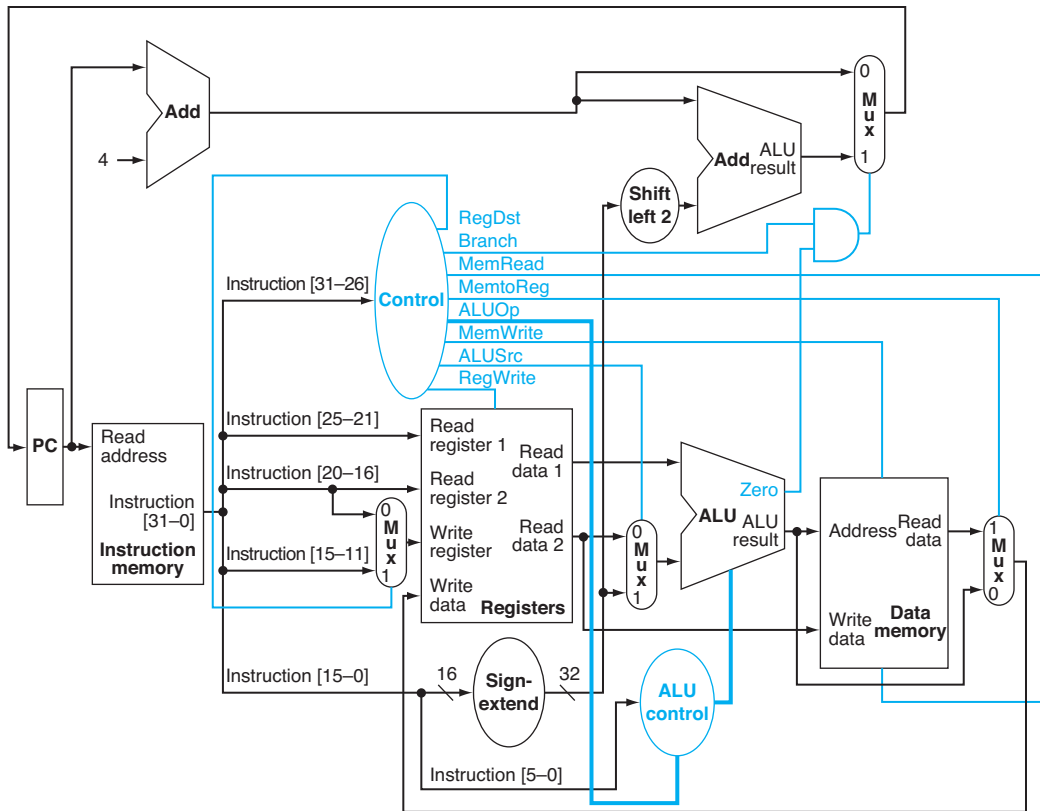 0
Mux
1
Add
4
Add
ALU
result
Shift
left 2
RegDst
Branch
MemRead
MemtoReg
ALUOp
MemWrite
ALUSrc
RegWrite
Control
Instruction [31–26]
PC
Read
address
Instruction
[31–0]
Instruction
memory
Instruction [25–21]
Instruction [20–16]
Instruction [15–11]
0
Mux
1
Read
register 1
Read
register 2
Write
register
Write
data
Read
data 1
Read
data 2
Registers
0
Mux
1
Zero
ALU
ALU
result
Address
Read
data
Write
data
Data
memory
1
Mux
0
Instruction [15–0]
16
Sign-
extend
32
ALU
control
Instruction [5–0]